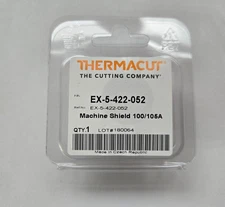 THERMACUT
THE CUTTING COMPANY
EX-5-422-052
EX-5-422-052
Machine Shield 100/105A
QTY.1 LOT#180064
Made in Czech Republic